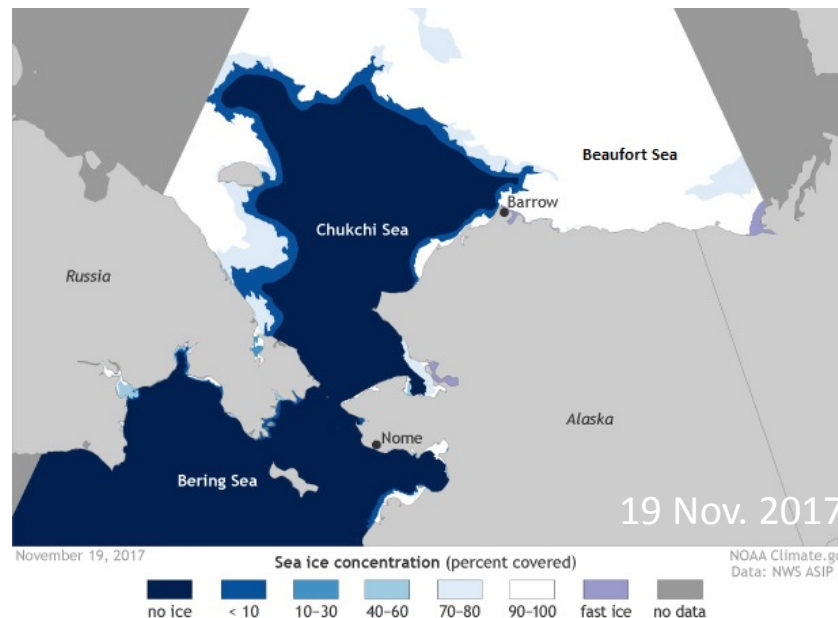 Beaufort Sea
Barrow
Chukchi Sea
Russia
Alaska
Nome
Bering Sea
19 Nov. 2017
November 19, 2017
NOAA Climate.go
Sea ice concentration (percent covered)
Data: NWS ASIP
no ice
< 10
10–30
40–60
70–80
90–100
fast ice
no data